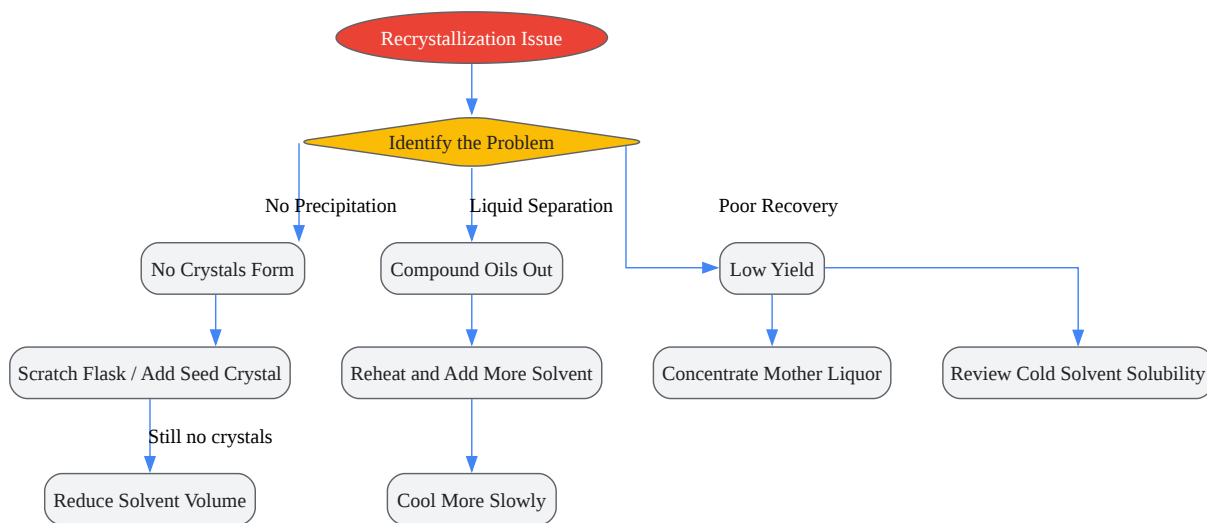 Recrystallization Issue
Identify the Problem
No Precipitation
Liquid Separation
Poor Recovery
No Crystals Form
Compound Oils Out
Low Yield
Scratch Flask / Add Seed Crystal
Reheat and Add More Solvent
Concentrate Mother Liquor
Review Cold Solvent Solubility
Still no crystals
Reduce Solvent Volume
Cool More Slowly